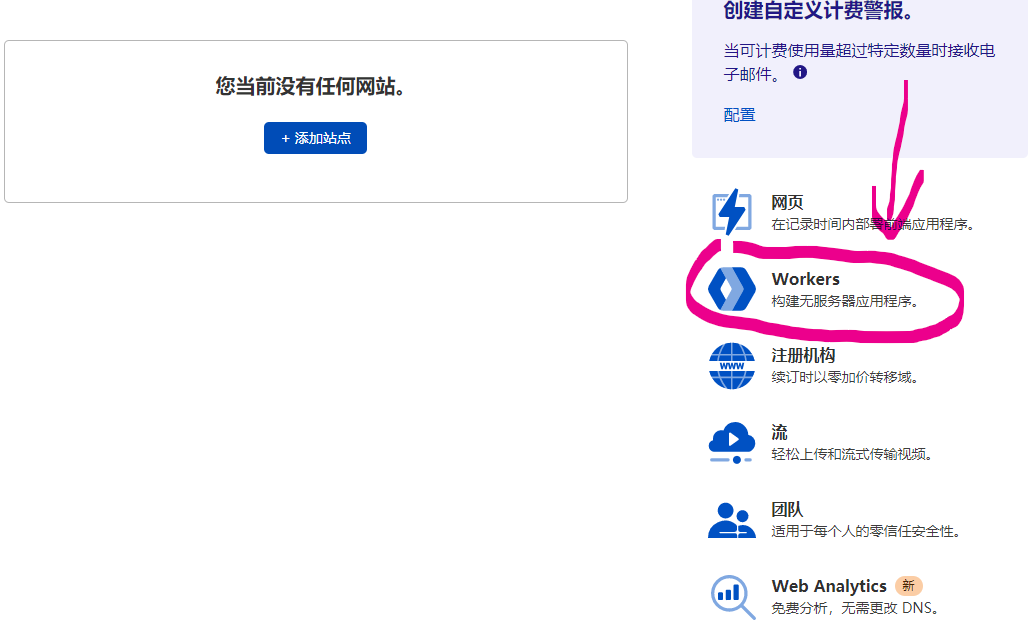 创建自定义计费警报。
当可计费使用量超过特定数量时接收电
子邮件。
配置
您当前没有任何网站。
+ 添加站点
网页
在记录时间内部署前端应用程序。
Workers
构建无服务器应用程序。
WWW
注册机构
续订时以零加价转移域。
流
轻松上传和流式传输视频。
团队
适用于每个人的零信任安全性。
Web Analytics 新
免费分析，无需更改 DNS。